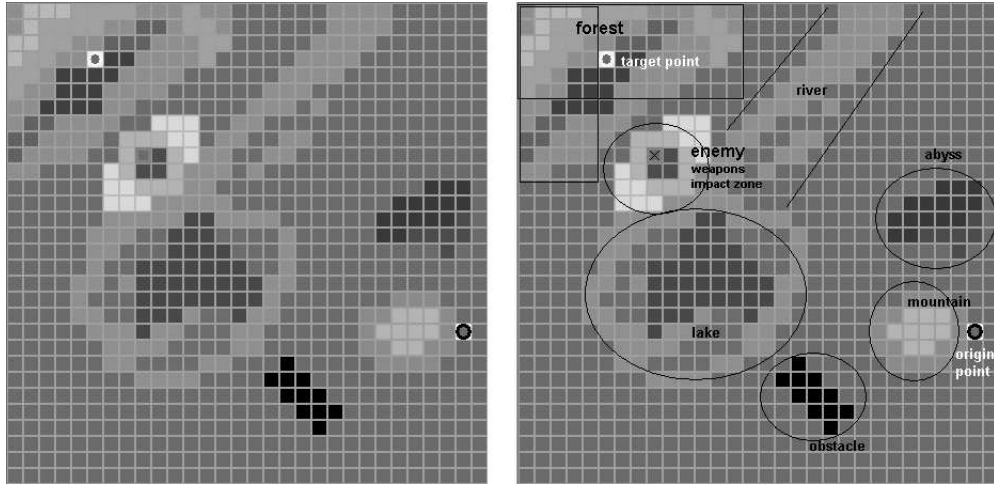 forest
target point
river
enemy
weapons
impact zone
abyss
mountain
lake
origin
point
obstacle